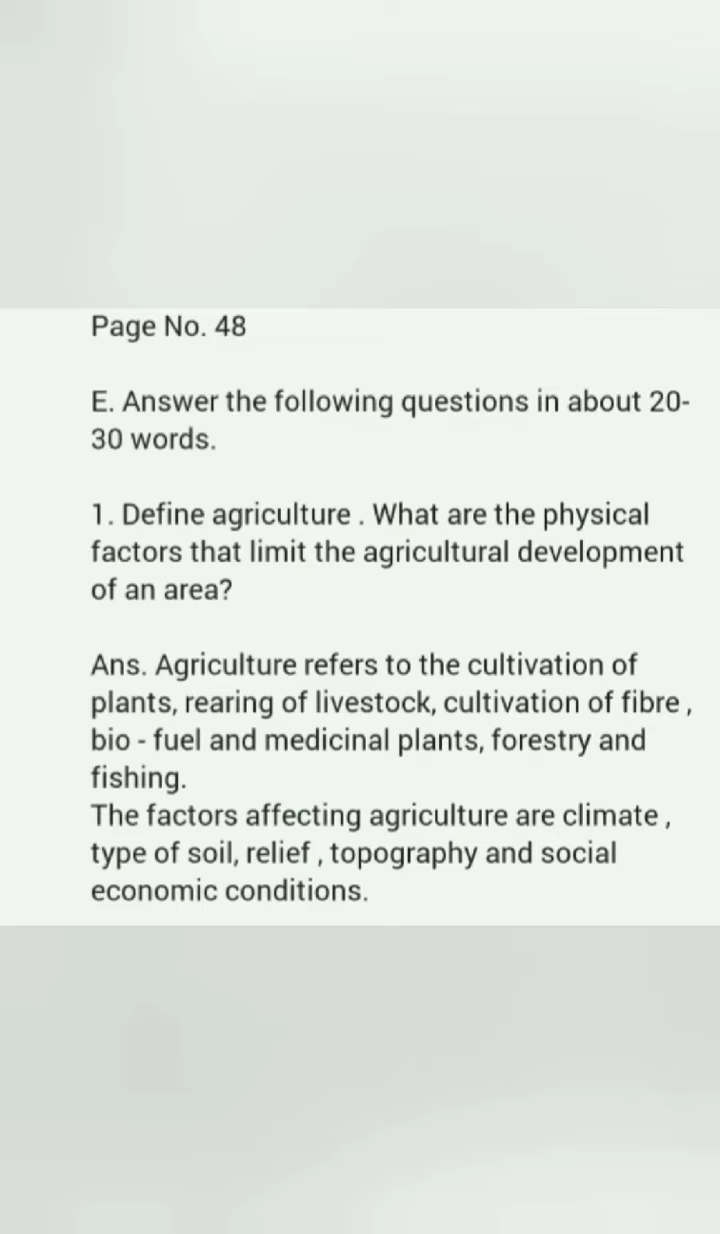 Page No. 48
E. Answer the following questions in about 20-
30 words.
1. Define agriculture . What are the physical
factors that limit the agricultural development
of an area?
Ans. Agriculture refers to the cultivation of
plants, rearing of livestock, cultivation of fibre ,
bio - fuel and medicinal plants, forestry and
fishing.
The factors affecting agriculture are climate ,
type of soil, relief , topography and social
economic conditions.